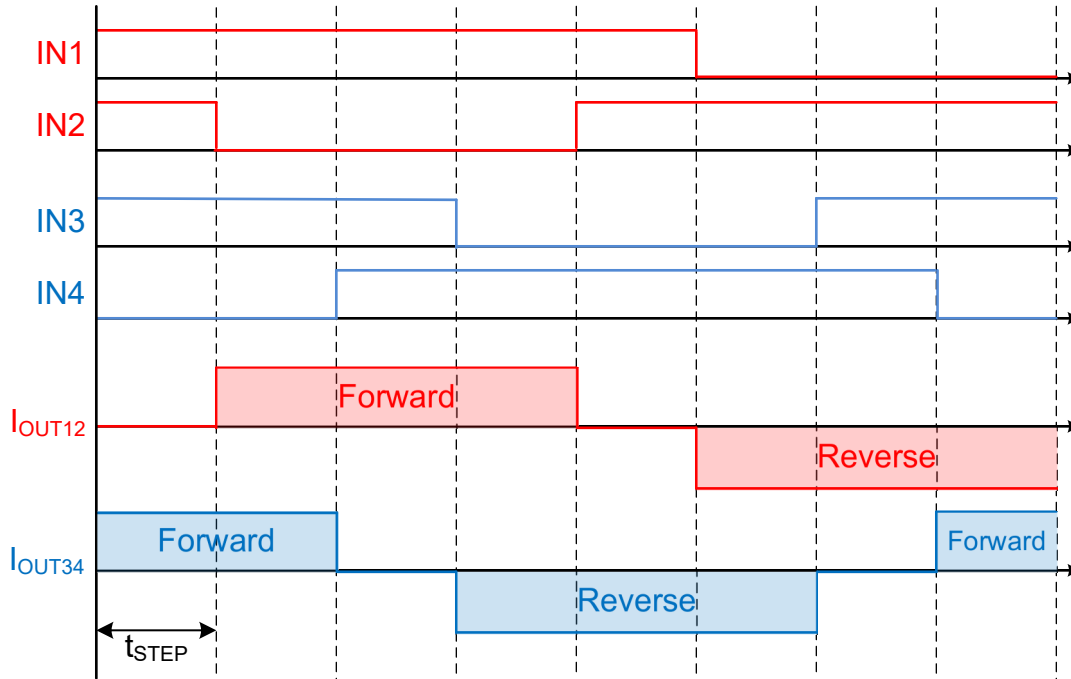 IN1
IN2
IN3
IN4
Forward
IOUT12
Reverse
Forward
Forward
IOUT34
Reverse
tSTEP